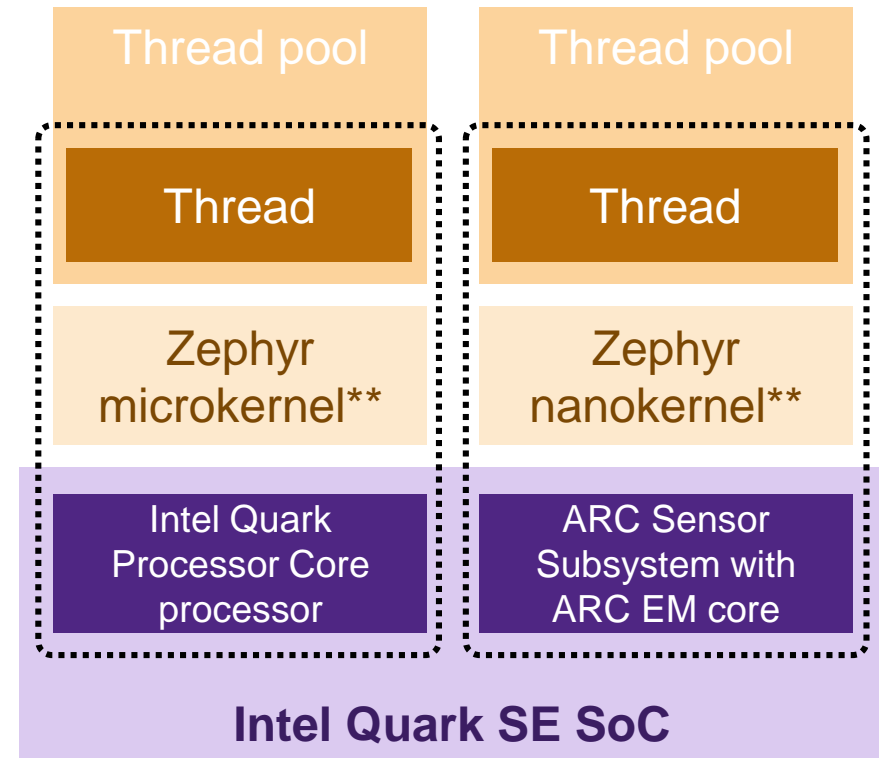 Thread pool
Thread
Zephyr
microkernel**
Intel Quark
Processor Core
processor
Thread pool
Thread
Zephyr
nanokernel**
ARC Sensor
Subsystem with
ARC EM core
Intel Quark SE SoC